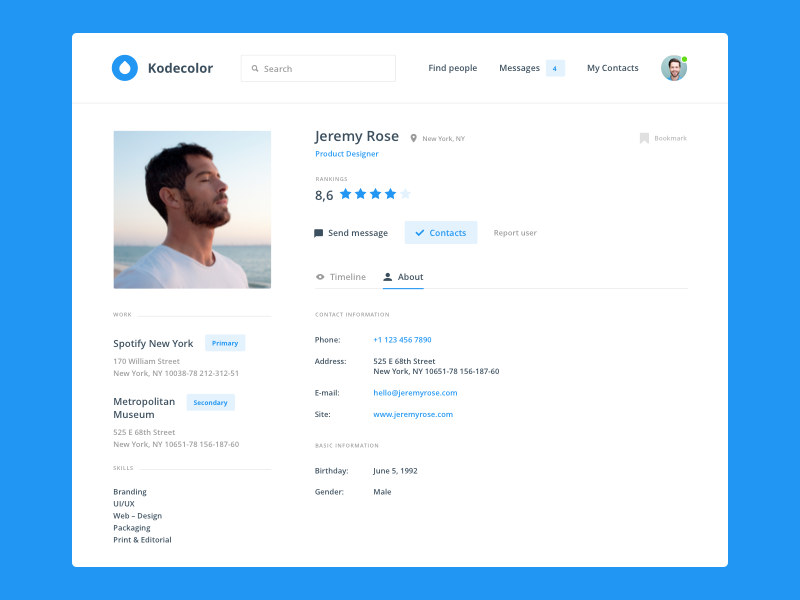 Kodecolor
Search
Find people
Messages
4
My Contacts
Jeremy Rose
New York, NY
Bookmark
Product Designer
RANKINGS
8,6
Send message
Contacts
Report user
Timeline
About
WORK
Spotify New York
Primary
170 William Street
New York, NY 10038-78 212-312-51
Metropolitan
Museum
Secondary
525 E 68th Street
New York, NY 10651-78 156-187-60
SKILLS
Branding
UI/UX
Web – Design
Packaging
Print & Editorial
CONTACT INFORMATION
Phone:
+1 123 456 7890
Address:
525 E 68th Street
New York, NY 10651-78 156-187-60
E-mail:
hello@jeremyrose.com
Site:
www.jeremyrose.com
BASIC INFORMATION
Birthday:
June 5, 1992
Gender:
Male